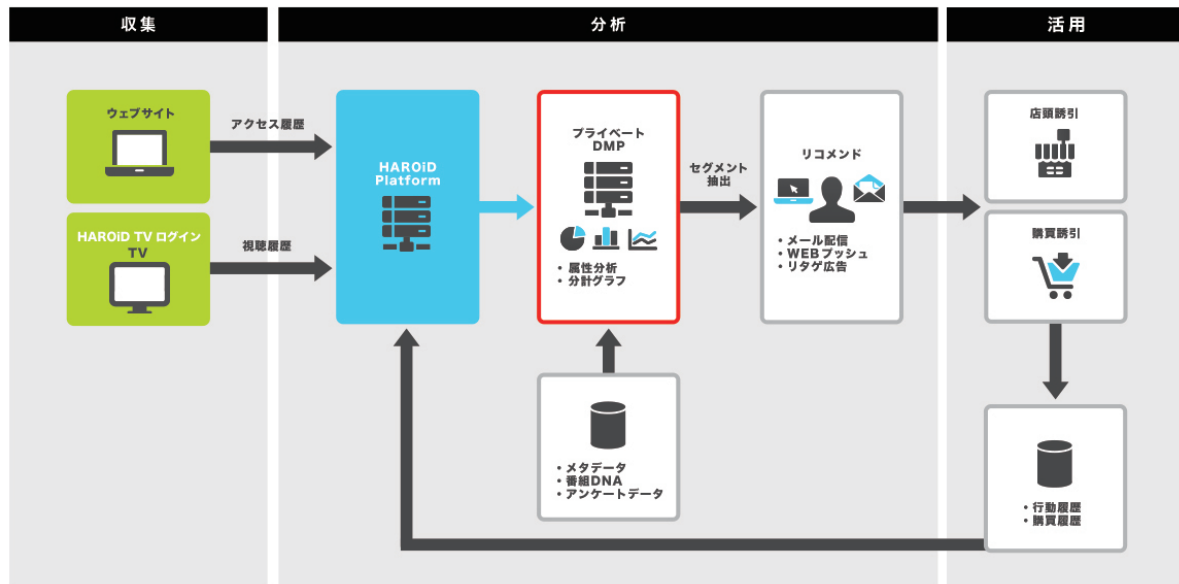 収集
分析
活用
ウェブサイト
アクセス履歴
HAROiD TV ログイン
TV
視聴履歴
HAROiD
Platform
プライベート
DMP
・属性分析
・分計グラフ
セグメント
抽出
リコメンド
・メール配信
・WEBプッシュ
・リタゲ広告
店頭誘引
購買誘引
・メタデータ
・番組DNA
・アンケートデータ
・行動履歴
・購買履歴